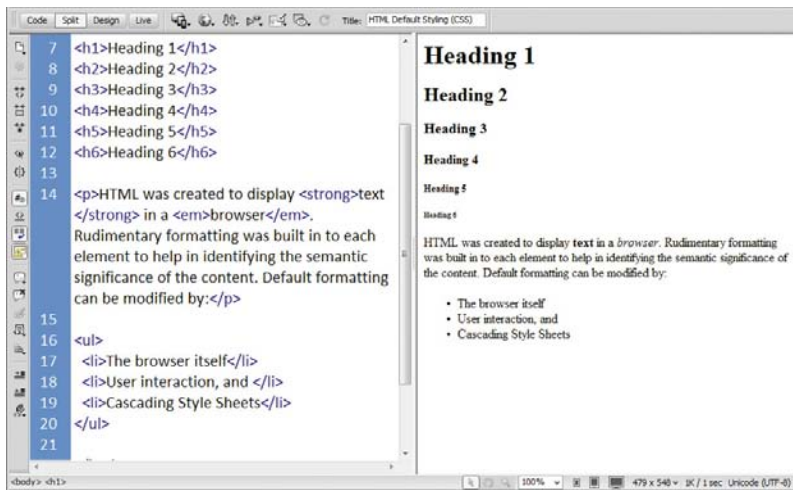 Code Split Design Live Title: HTML Default Styling (CSS)
7 <h1>Heading 1</h1>
8 <h2>Heading 2</h2>
9 <h3>Heading 3</h3>
10 <h4>Heading 4</h4>
11 <h5>Heading 5</h5>
12 <h6>Heading 6</h6>
13
14 <p>HTML was created to display <strong>text
</strong> in a <em>browser</em>.
Rudimentary formatting was built in to each
element to help in identifying the semantic
significance of the content. Default formatting
can be modified by:</p>
15
16 <ul>
17 <li>The browser itself</li>
18 <li>User interaction, and </li>
19 <li>Cascading Style Sheets</li>
20 </ul>
21
Heading 1
Heading 2
Heading 3
Heading 4
Heading 5
Heading 6
HTML was created to display text in a browser. Rudimentary formatting
was built in to each element to help in identifying the semantic significance of
the content. Default formatting can be modified by:
• The browser itself
• User interaction, and
• Cascading Style Sheets
<body> <h1> 100% 479 x 548 1K / 1 sec Unicode (UTF-8)